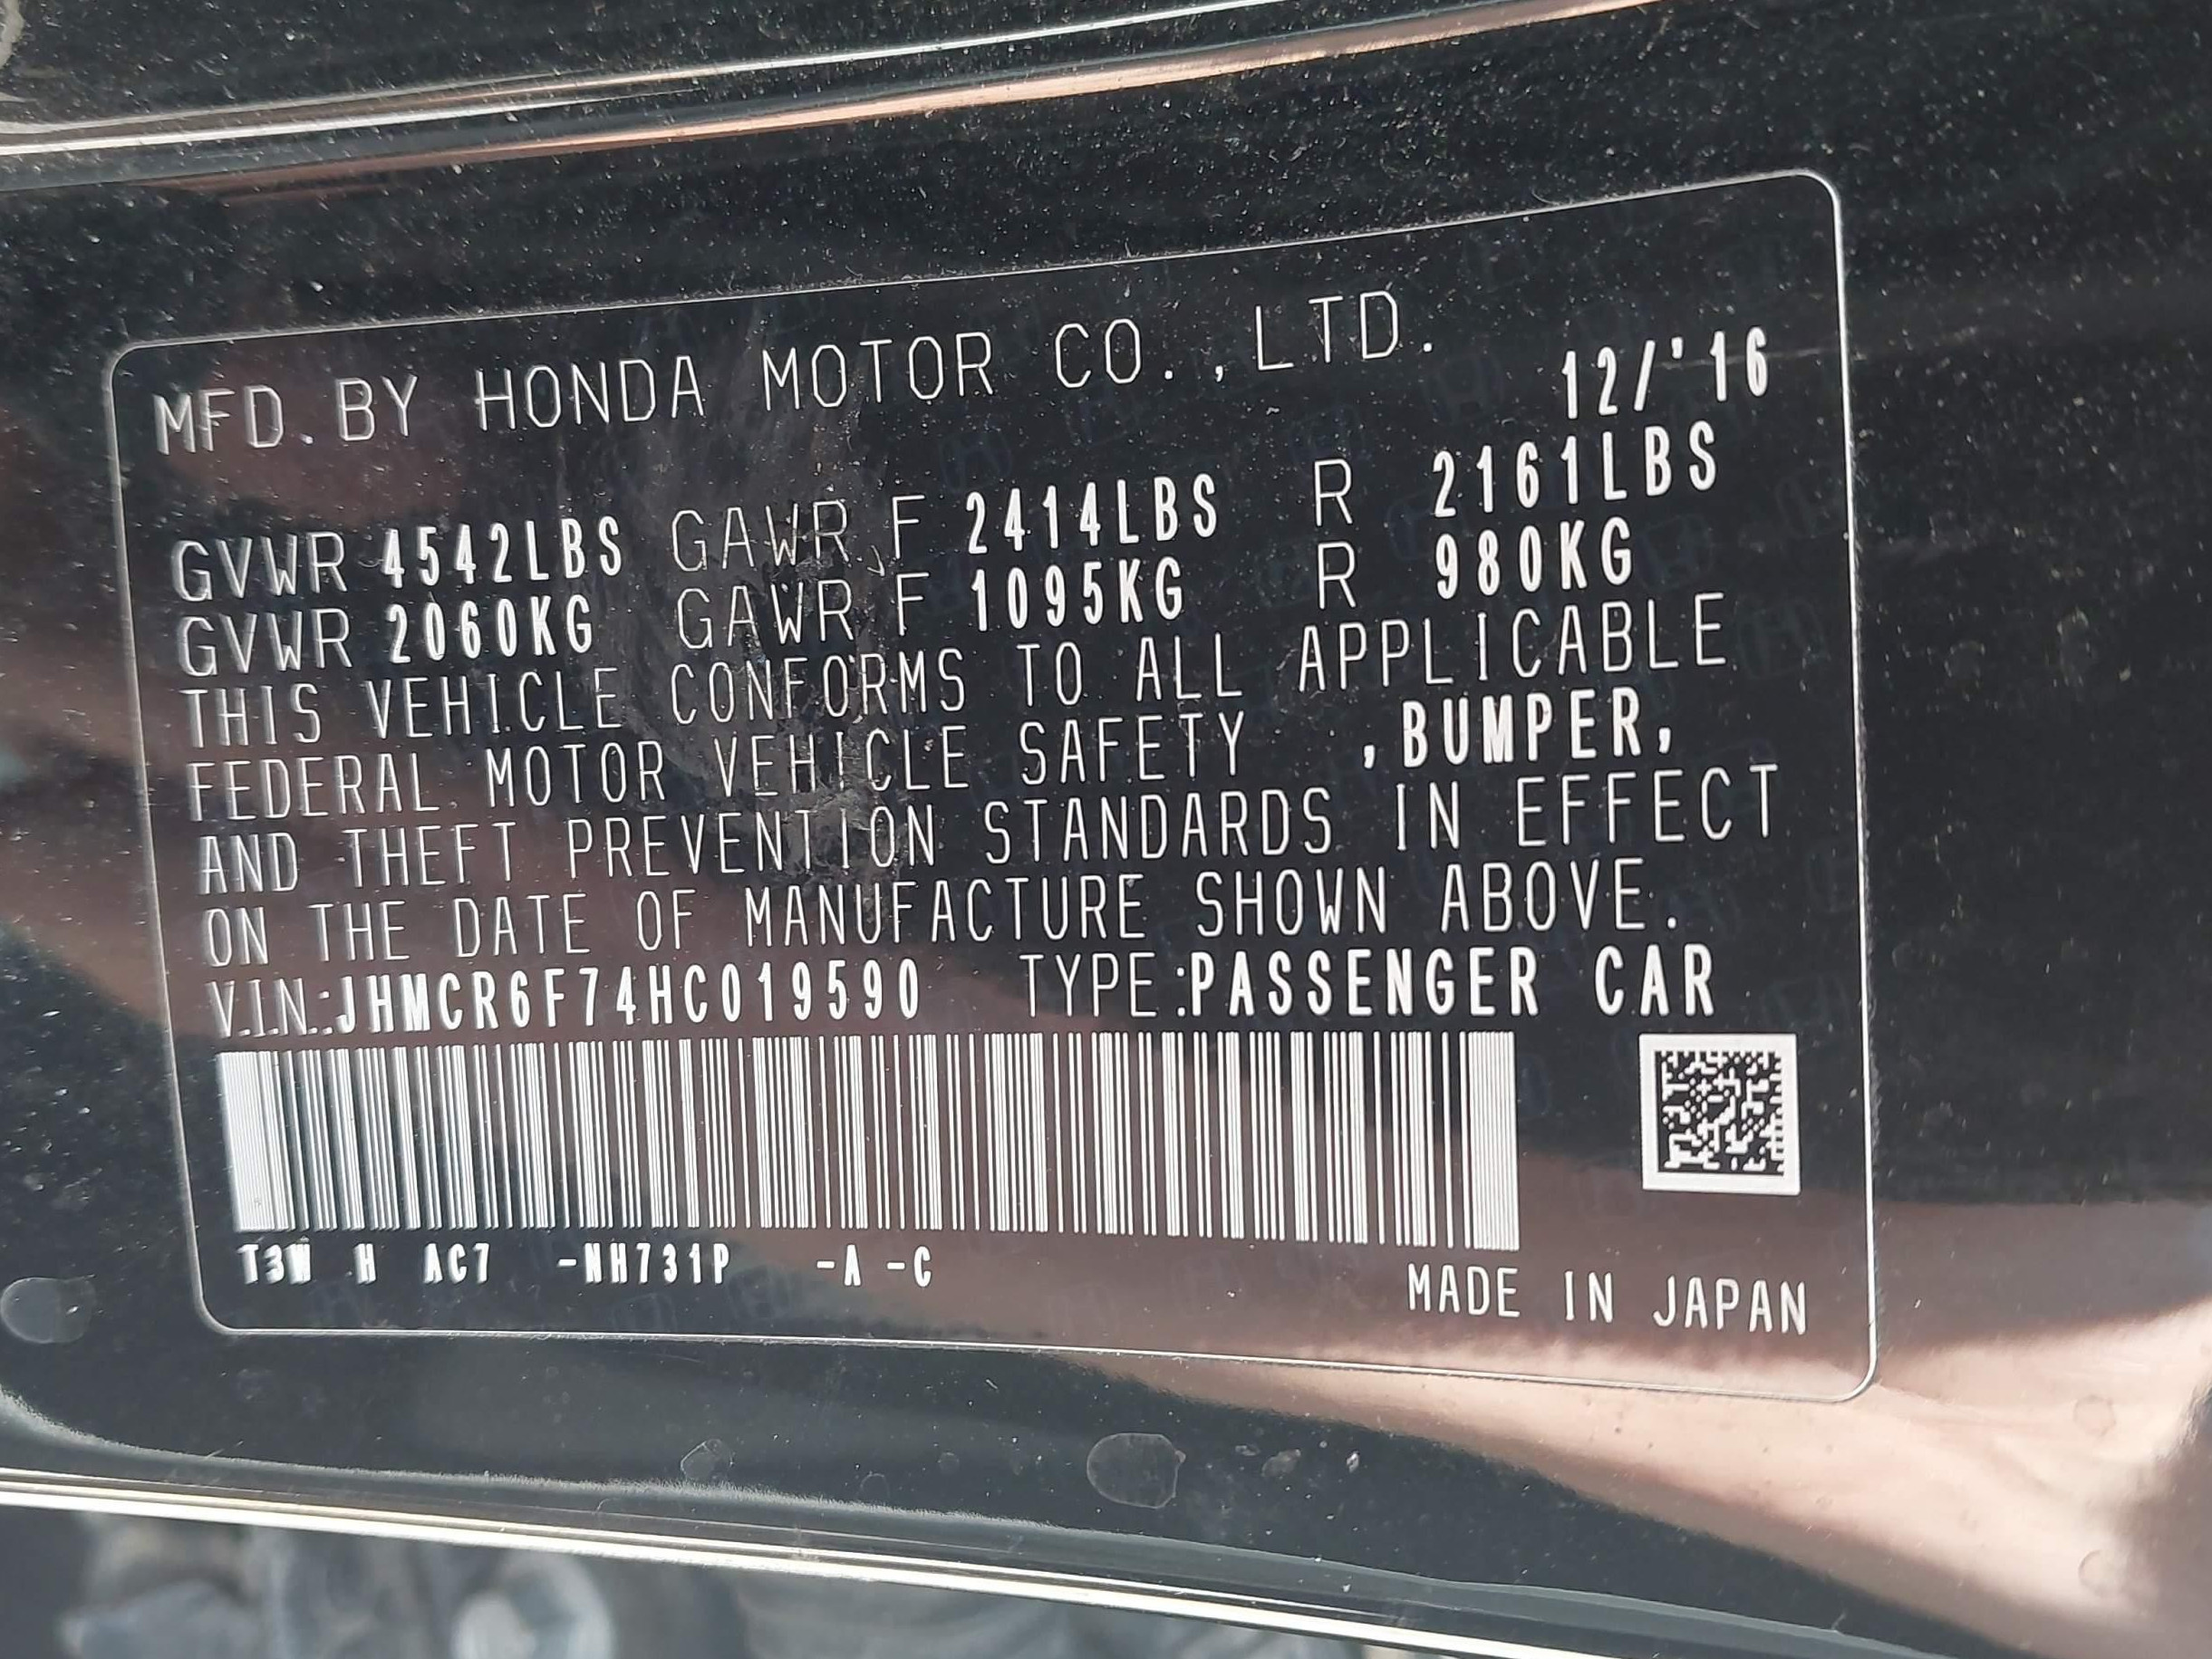 MFD. BY HONDA MOTOR CO.,LTD.
12/'16
GVWR 4542LBS GAWR F 2414LBS R 2161LBS
GVWR 2060KG GAWR F 1095KG R 980KG
THIS VEHICLE CONFORMS TO ALL APPLICABLE
FEDERAL MOTOR VEHICLE SAFETY ,BUMPER,
AND THEFT PREVENTION STANDARDS IN EFFECT
ON THE DATE OF MANUFACTURE SHOWN ABOVE.
V.I.N.:JHMCR6F74HC019590 TYPE:PASSENGER CAR
T3W H AC7 -NH731P -A -C
MADE IN JAPAN